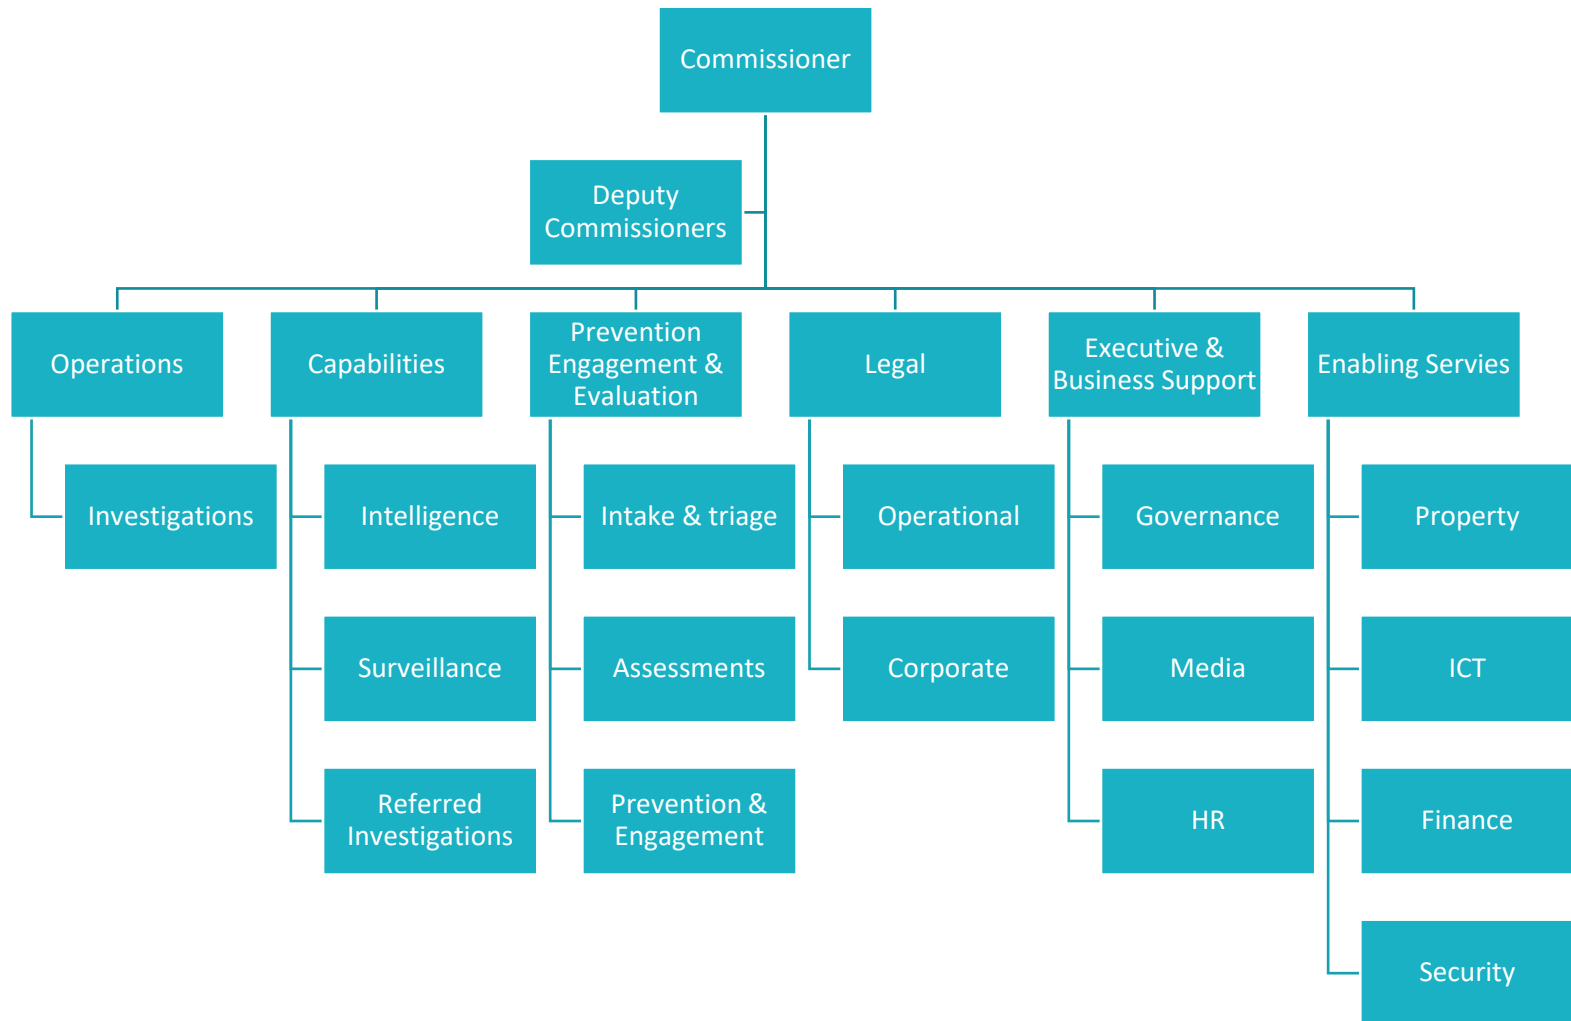 Commissioner
Deputy
Commissioners
Operations
Capabilities
Prevention
Engagement &
Evaluation
Legal
Executive &
Business Support
Enabling Servies
Investigations
Intelligence
Intake & triage
Operational
Governance
Property
Surveillance
Assessments
Corporate
Media
ICT
Referred
Investigations
Prevention &
Engagement
HR
Finance
Security